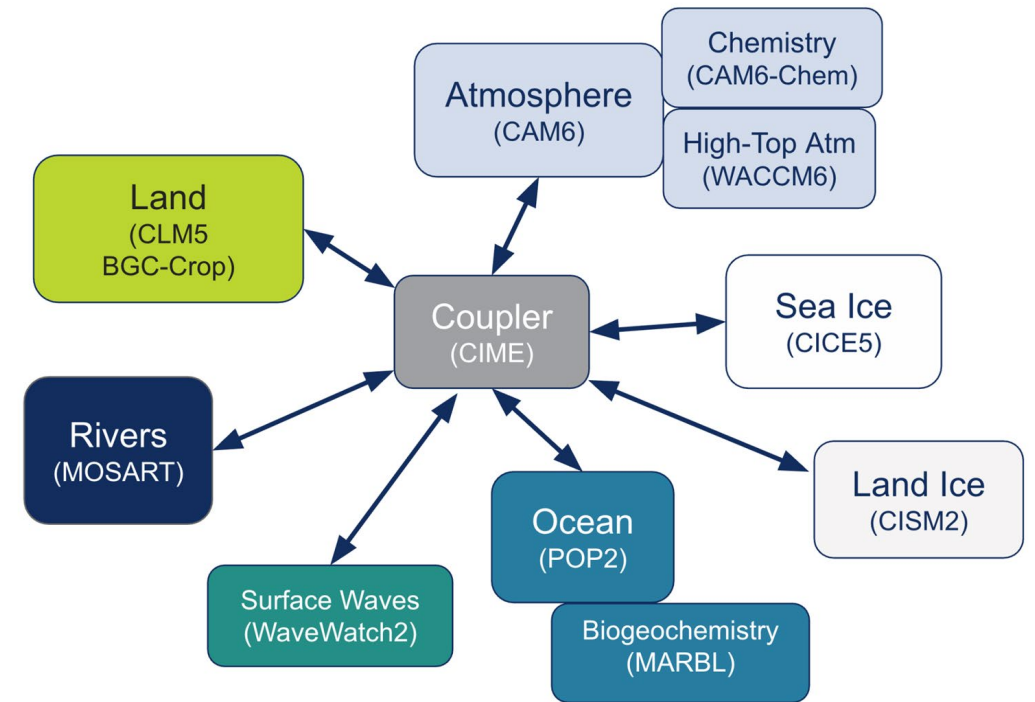 Chemistry
(CAM6-Chem)
Atmosphere
(CAM6)
High-Top Atm
(WACCM6)
Land
(CLM5
BGC-Crop)
Coupler
(CIME)
Sea Ice
(CICE5)
Rivers
(MOSART)
Land Ice
(CISM2)
Ocean
(POP2)
Surface Waves
(WaveWatch2)
Biogeochemistry
(MARBL)